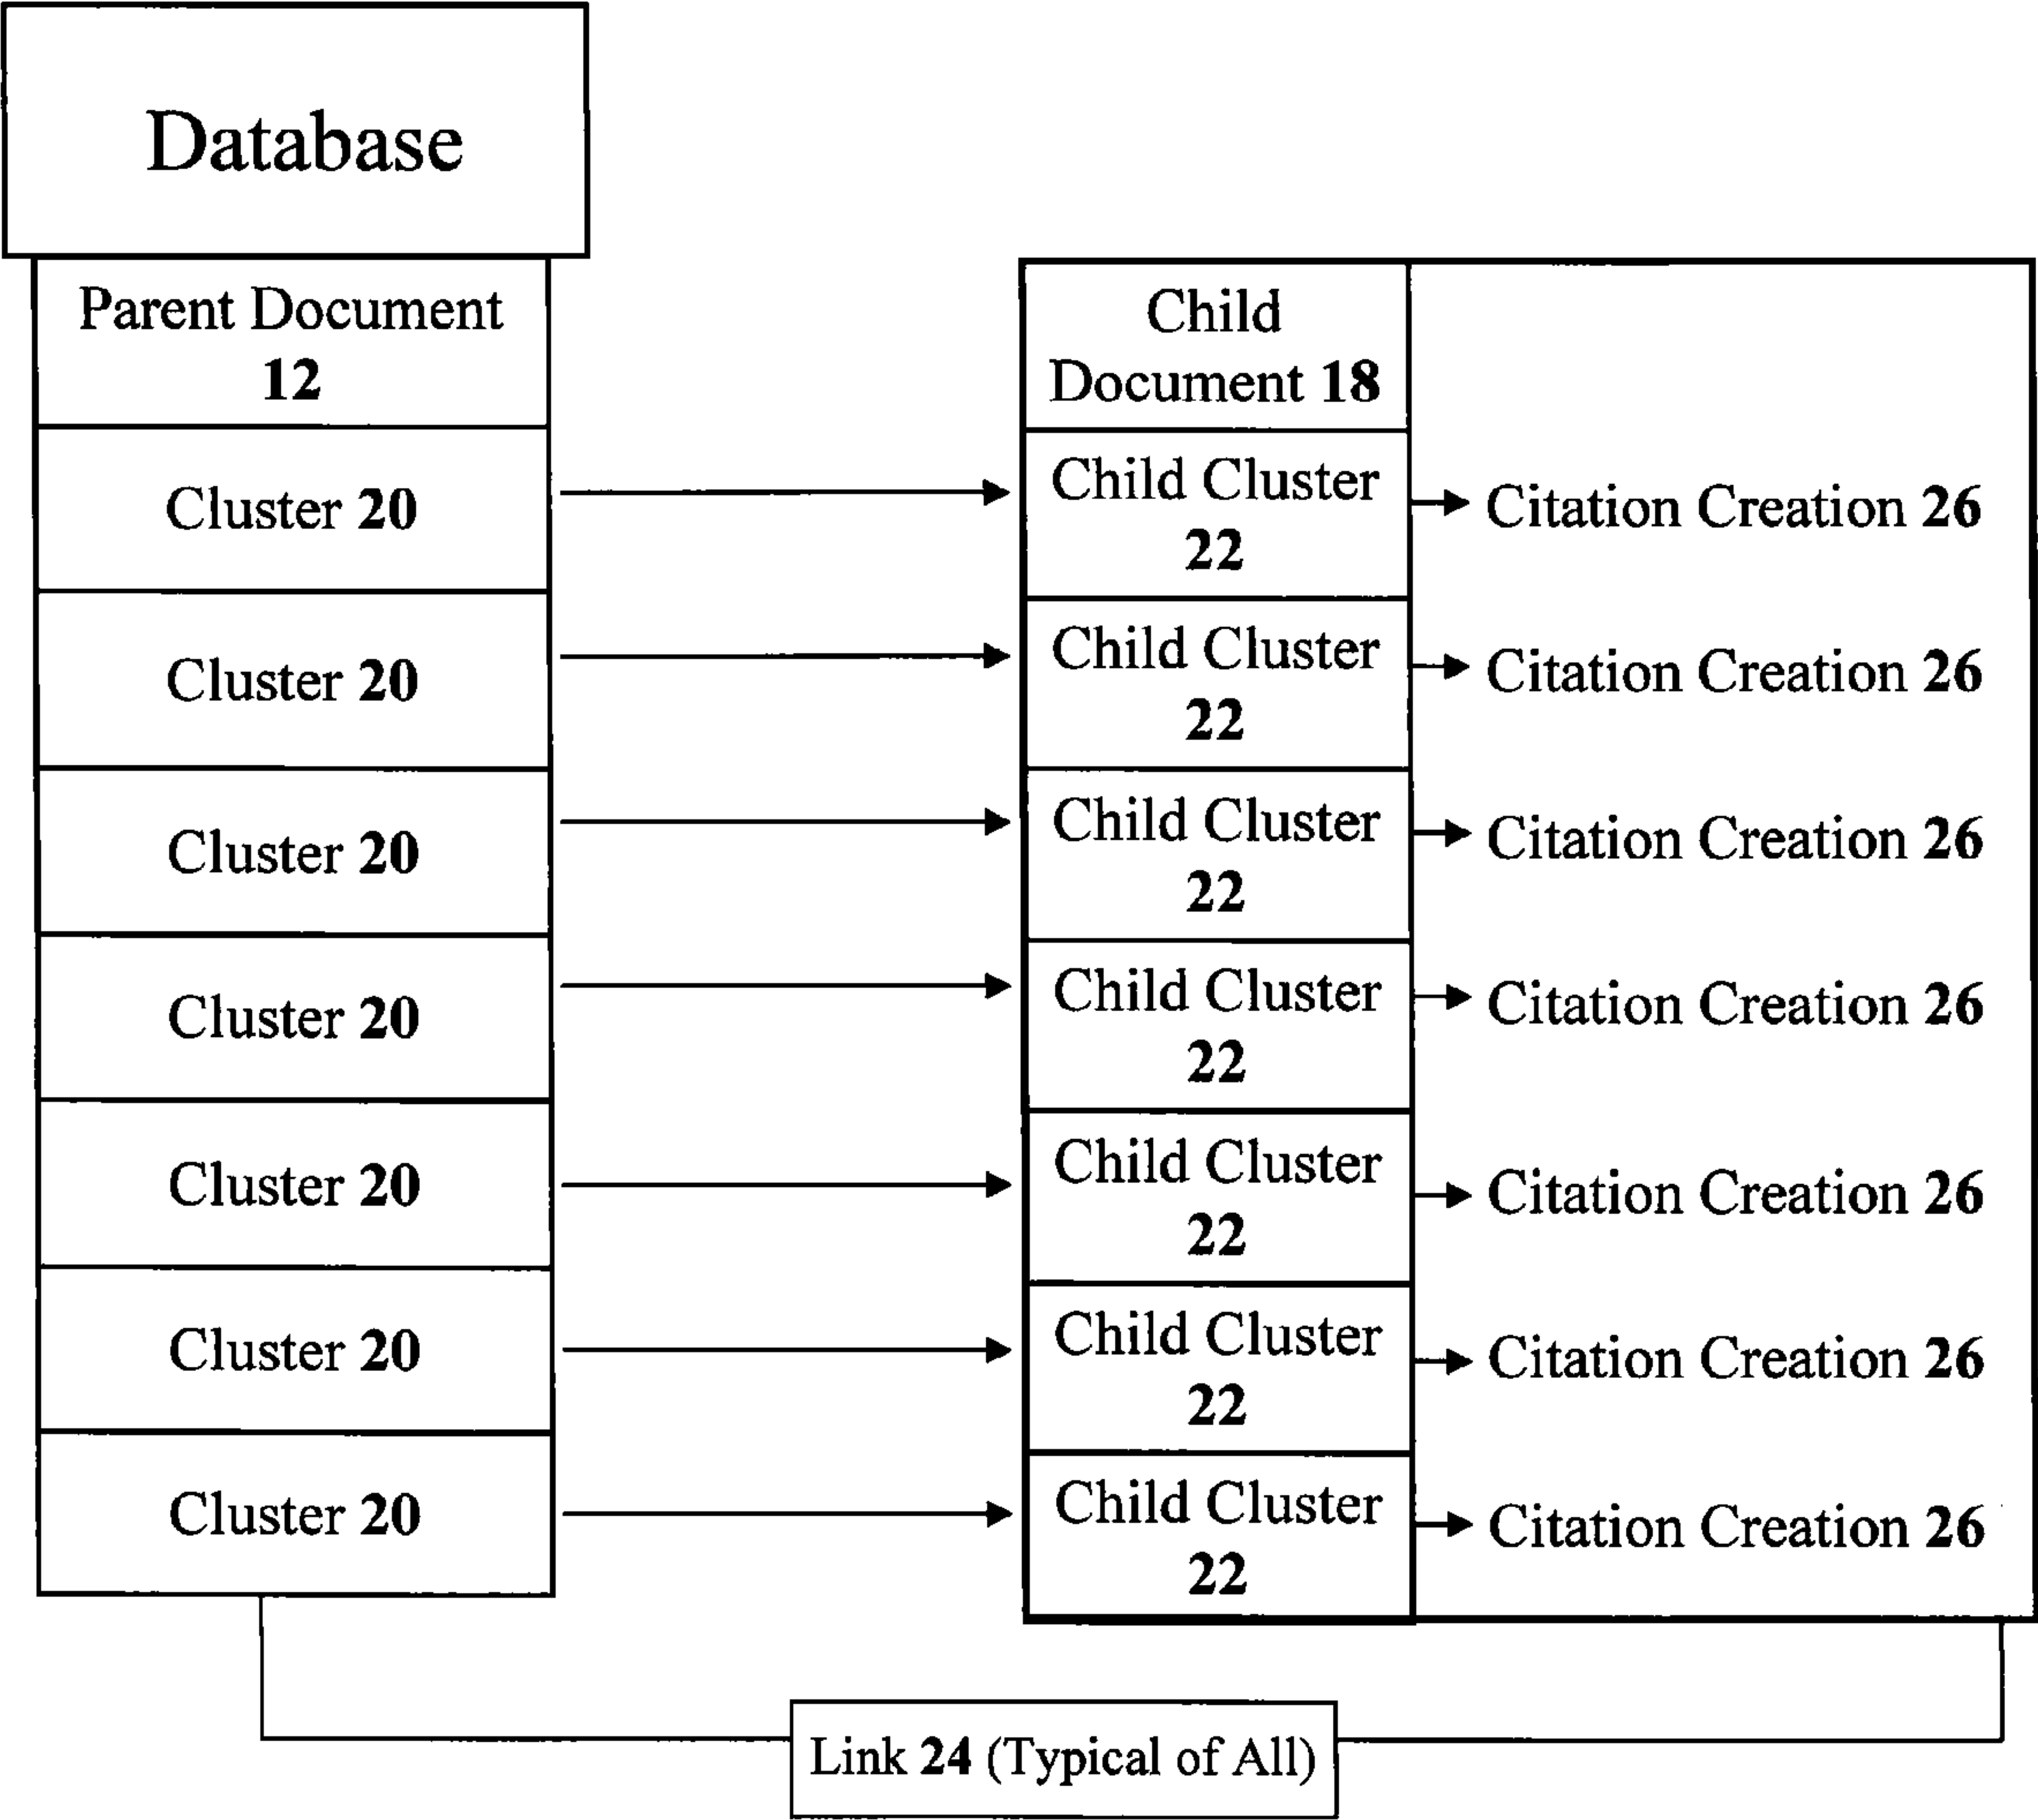 Database
Parent Document
12
Child
Document 18
Cluster 20
Child Cluster
22
Citation Creation 26
Cluster 20
Child Cluster
22
Citation Creation 26
Cluster 20
Child Cluster
22
Citation Creation 26
Cluster 20
Child Cluster
22
Citation Creation 26
Cluster 20
Child Cluster
22
Citation Creation 26
Cluster 20
Child Cluster
22
Citation Creation 26
Cluster 20
Child Cluster
22
Citation Creation 26
Link 24 (Typical of All)